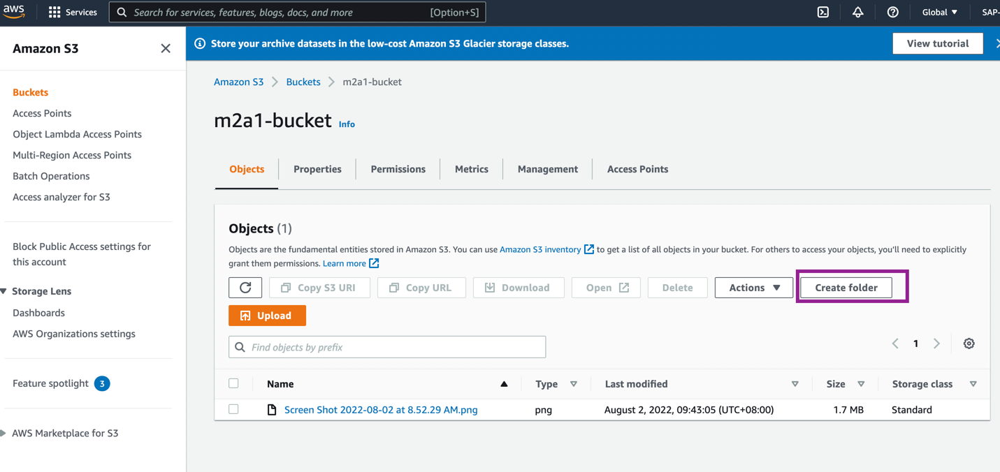 aws
Services
Search for services, features, blogs, docs, and more
[Option+S]
Global ▼
SAP-
Amazon S3
Store your archive datasets in the low-cost Amazon S3 Glacier storage classes.
View tutorial
Buckets
Access Points
Object Lambda Access Points
Multi-Region Access Points
Batch Operations
Access analyzer for S3
Block Public Access settings for
this account
Storage Lens
Dashboards
AWS Organizations settings
Feature spotlight 3
AWS Marketplace for S3
Amazon S3 > Buckets > m2a1-bucket
m2a1-bucket Info
Objects Properties Permissions Metrics Management Access Points
Objects (1)
Objects are the fundamental entities stored in Amazon S3. You can use Amazon S3 inventory to get a list of all objects in your bucket. For others to access your objects, you'll need to explicitly
grant them permissions. Learn more
Copy S3 URI Copy URL Download Open Delete Actions ▼ Create folder
Upload
Find objects by prefix
1
Name Type Last modified Size Storage class
Screen Shot 2022-08-02 at 8.52.29 AM.png png August 2, 2022, 09:43:05 (UTC+08:00) 1.7 MB Standard